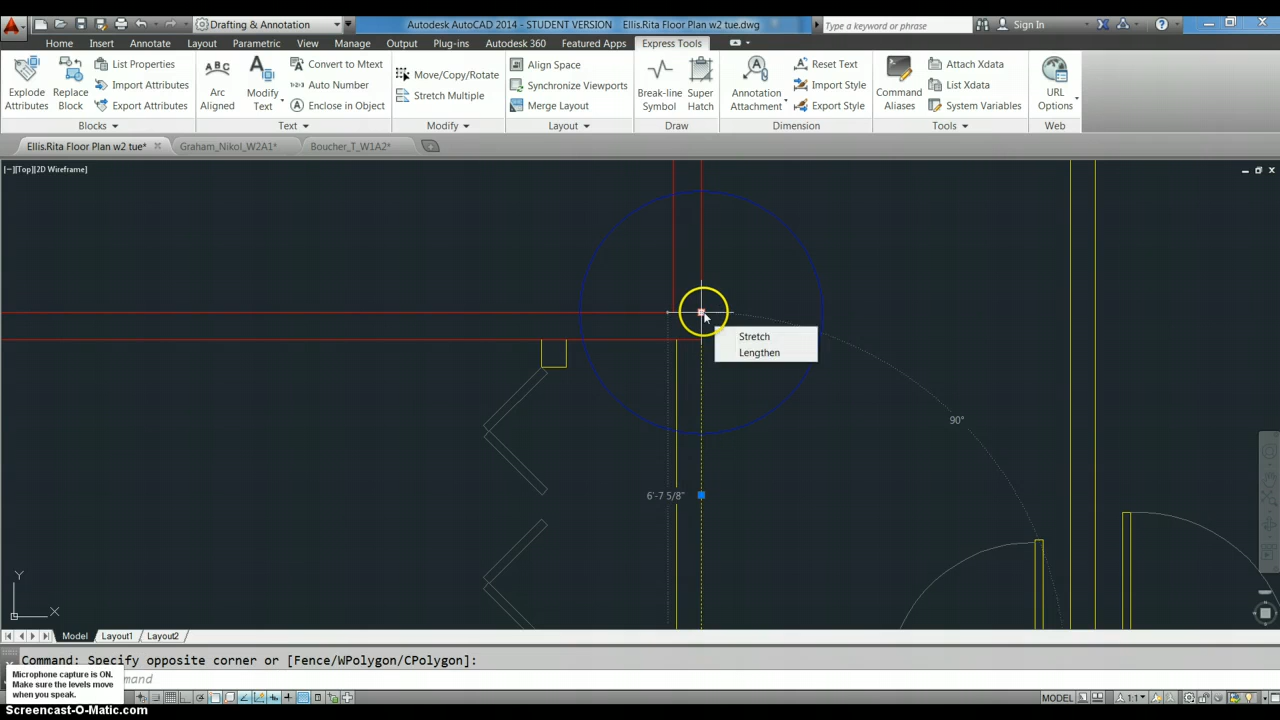 Drafting & Annotation
Autodesk AutoCAD 2014 - STUDENT VERSION Ellis.Rita Floor Plan w2 tue.dwg
Type a keyword or phrase
Sign In
Home Insert Annotate Layout Parametric View Manage Output Plug-ins Autodesk 360 Featured Apps Express Tools
Explode Attributes
Replace Block
List Properties
Import Attributes
Export Attributes
Blocks
Arc Aligned
Modify Text
Convert to Mtext
Auto Number
Enclose in Object
Text
Move/Copy/Rotate
Stretch Multiple
Modify
Align Space
Synchronize Viewports
Merge Layout
Layout
Break-line Symbol
Super Hatch
Draw
Annotation Attachment
Reset Text
Import Style
Export Style
Dimension
Command Aliases
Attach Xdata
List Xdata
System Variables
Tools
URL Options
Web
Ellis.Rita Floor Plan w2 tue* Graham_Nikol_W2A1* Boucher_T_W1A2*
[−][Top][2D Wireframe]
Stretch
Lengthen
90°
6'-7 5/8"
Y
X
Model Layout1 Layout2
Command: Specify opposite corner or [Fence/WPolygon/CPolygon]:
Microphone capture is ON.
Make sure the levels move
when you speak.
mmand
MODEL 1:1
Screencast-O-Matic.com